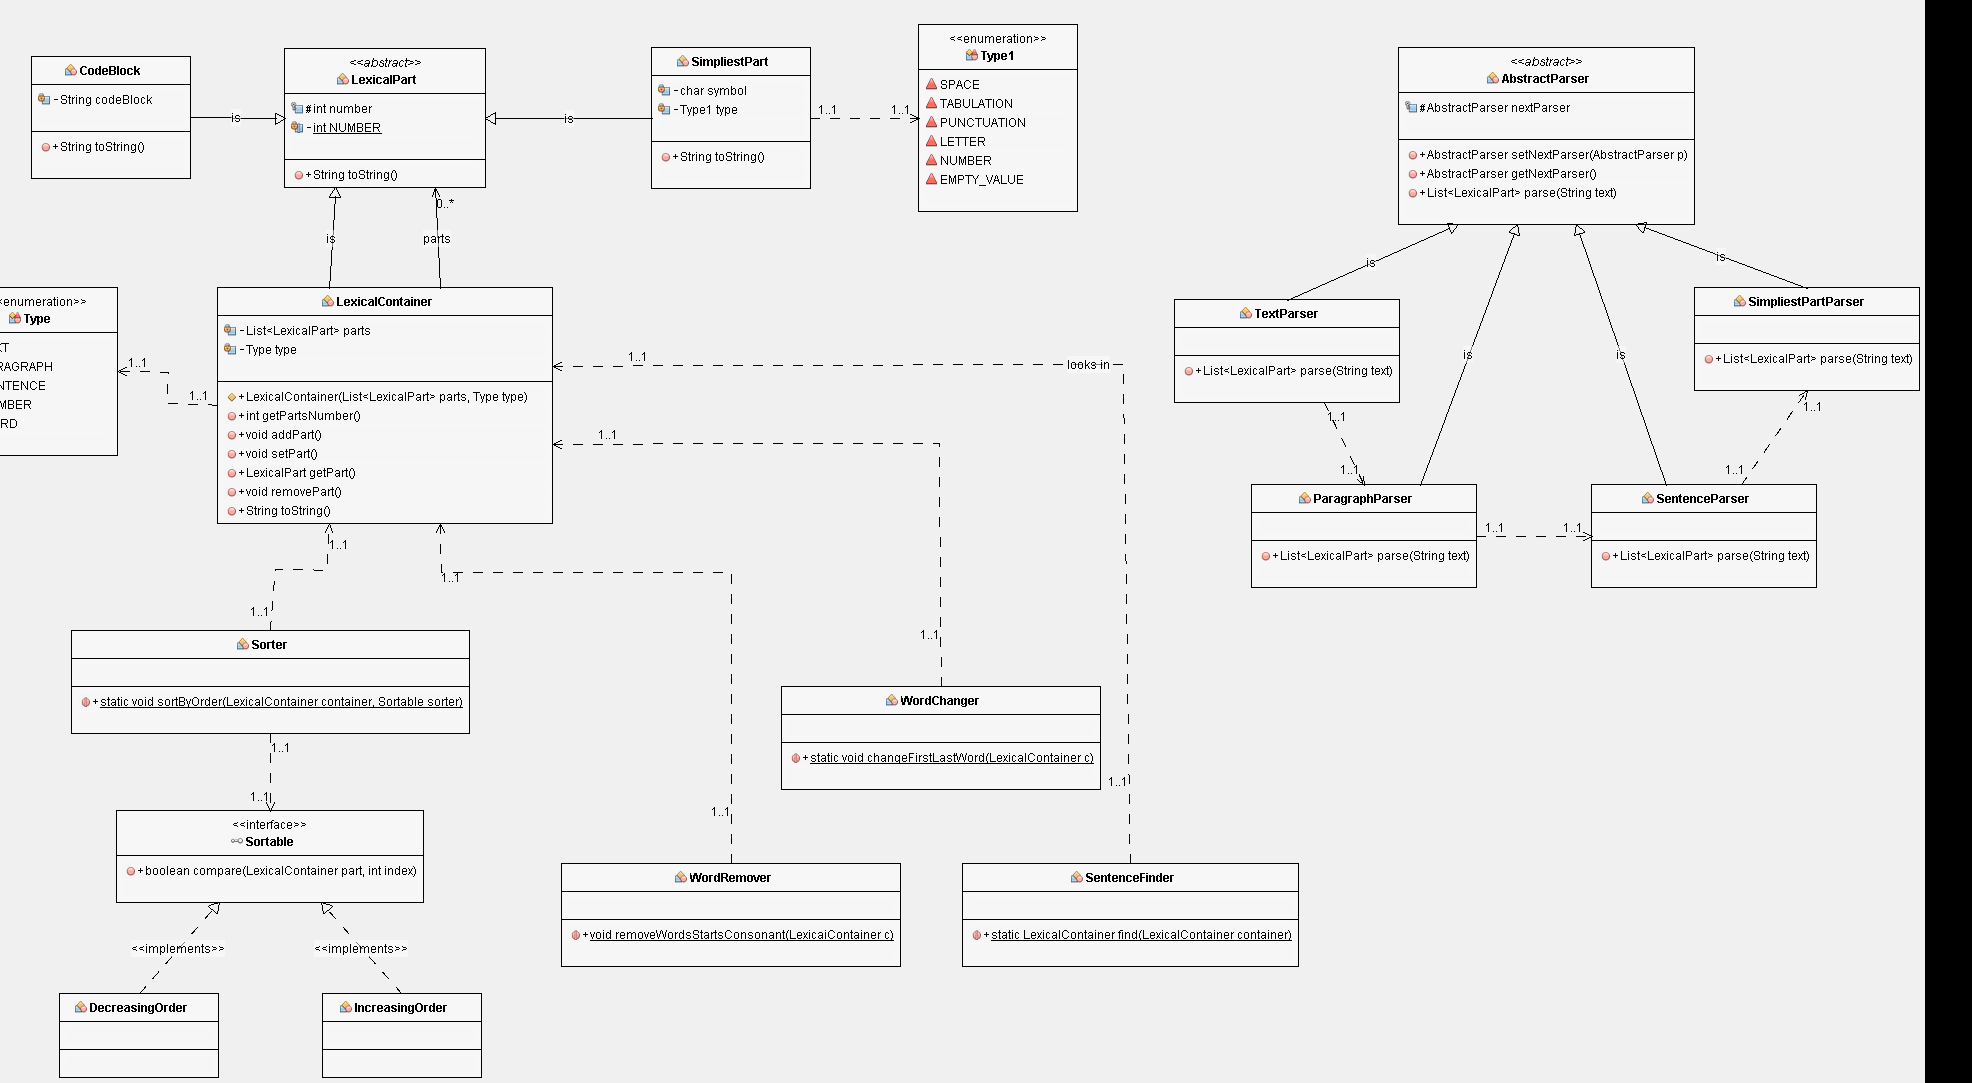 CodeBlock
-String codeBlock
+String toString()
is
<<abstract>>
LexicalPart
#int number
-int NUMBER
+String toString()
is
SimpliestPart
-char symbol
-Type1 type
+String toString()
1..1
1..1
<<enumeration>>
Type1
SPACE
TABULATION
PUNCTUATION
LETTER
NUMBER
EMPTY_VALUE
<<abstract>>
AbstractParser
#AbstractParser nextParser
+AbstractParser setNextParser(AbstractParser p)
+AbstractParser getNextParser()
+List<LexicalPart> parse(String text)
is
0..*
parts
is
is
is
is
<enumeration>>
Type
XT
RAGRAPH
NTENCE
MBER
RD
1..1
1..1
LexicalContainer
-List<LexicalPart> parts
-Type type
+LexicalContainer(List<LexicalPart> parts, Type type)
+int getPartsNumber()
+void addPart()
+void setPart()
+LexicalPart getPart()
+void removePart()
+String toString()
1..1
looks in
1..1
TextParser
+List<LexicalPart> parse(String text)
SimpliestPartParser
+List<LexicalPart> parse(String text)
1..1
1..1
1..1
1..1
ParagraphParser
+List<LexicalPart> parse(String text)
1..1
1..1
SentenceParser
+List<LexicalPart> parse(String text)
1..1
1..1
1..1
Sorter
+static void sortByOrder(LexicalContainer container, Sortable sorter)
1..1
1..1
1..1
WordChanger
+static void changeFirstLastWord(LexicalContainer c)
1..1
1..1
<<interface>>
Sortable
+boolean compare(LexicalContainer part, int index)
WordRemover
+void removeWordsStartsConsonant(LexicalContainer c)
SentenceFinder
+static LexicalContainer find(LexicalContainer container)
<<implements>>
<<implements>>
DecreasingOrder
IncreasingOrder